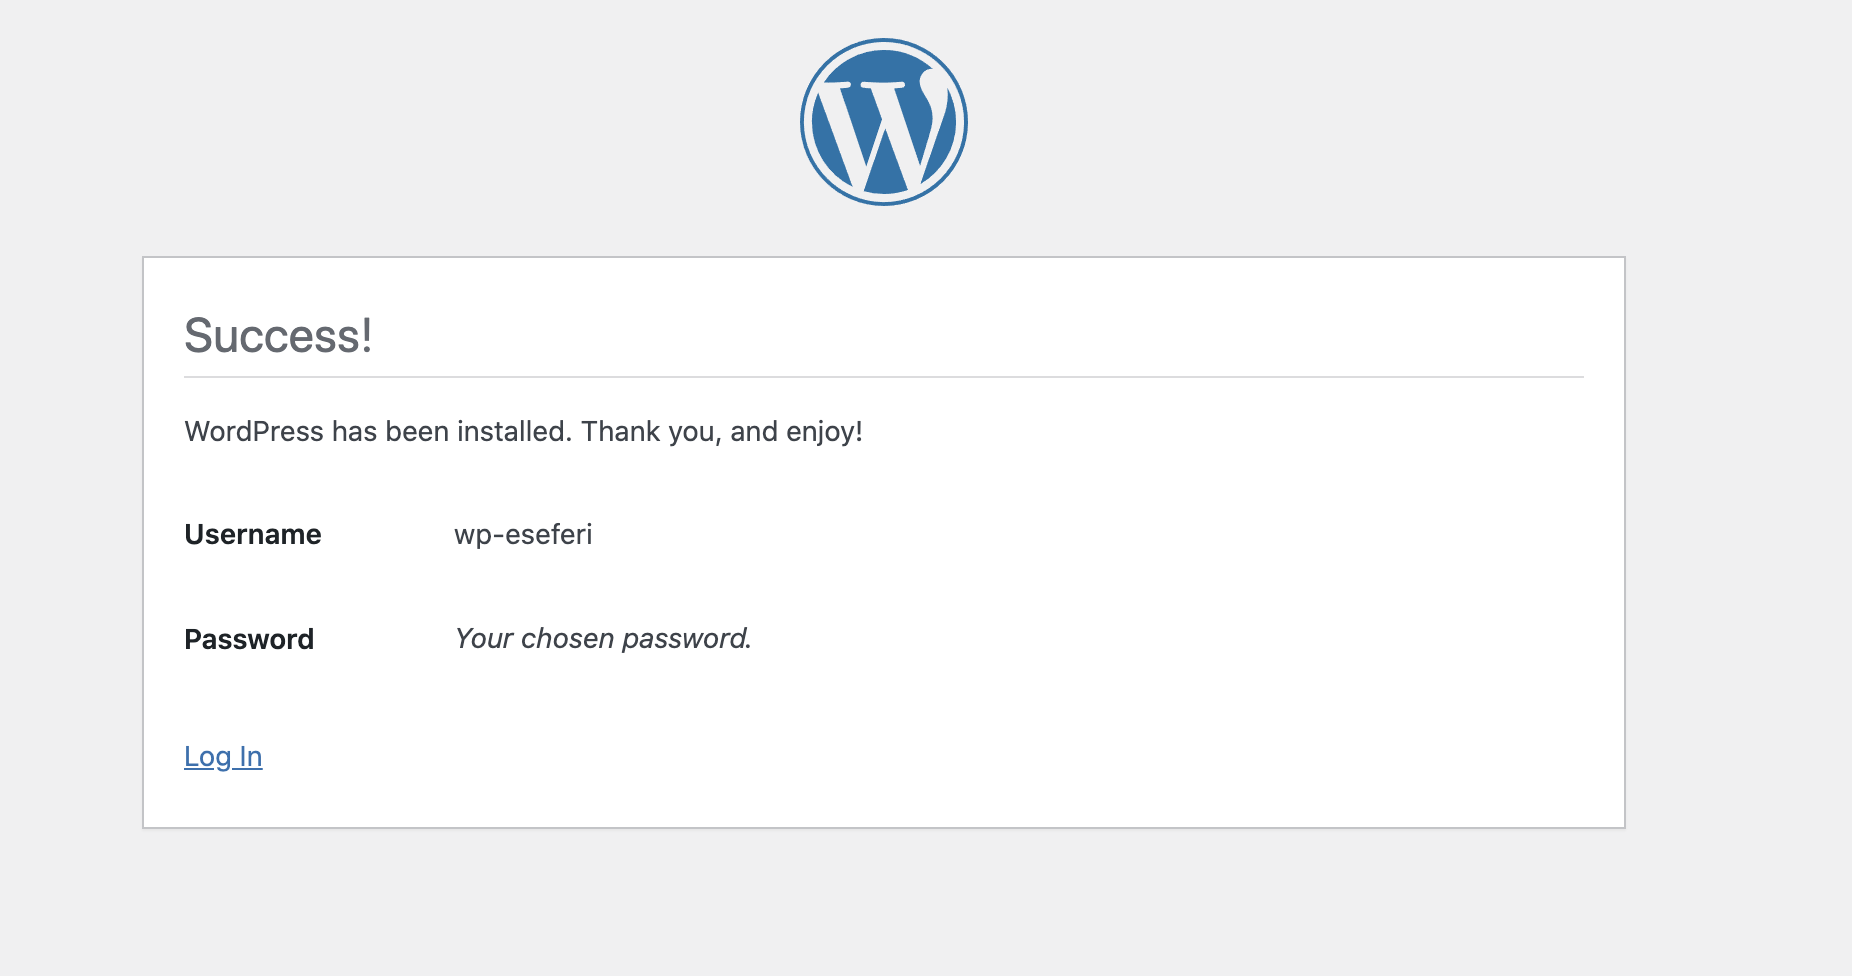 Success!
WordPress has been installed. Thank you, and enjoy!
Username wp-eseferi
Password Your chosen password.
Log In